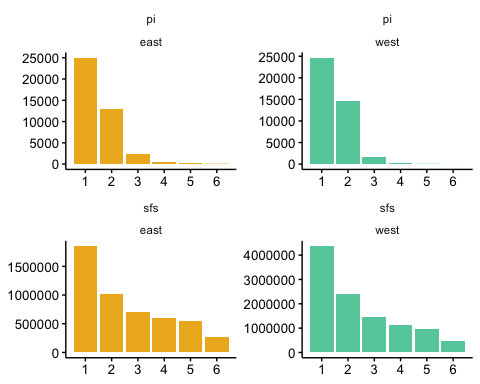 pi pi
east west
25000 25000
20000 20000
15000 15000
10000 10000
5000 5000
0 0
1 2 3 4 5 6 1 2 3 4 5 6
sfs sfs
east west
1500000 4000000
1000000 3000000
500000 2000000
0 1000000
0
1 2 3 4 5 6 1 2 3 4 5 6